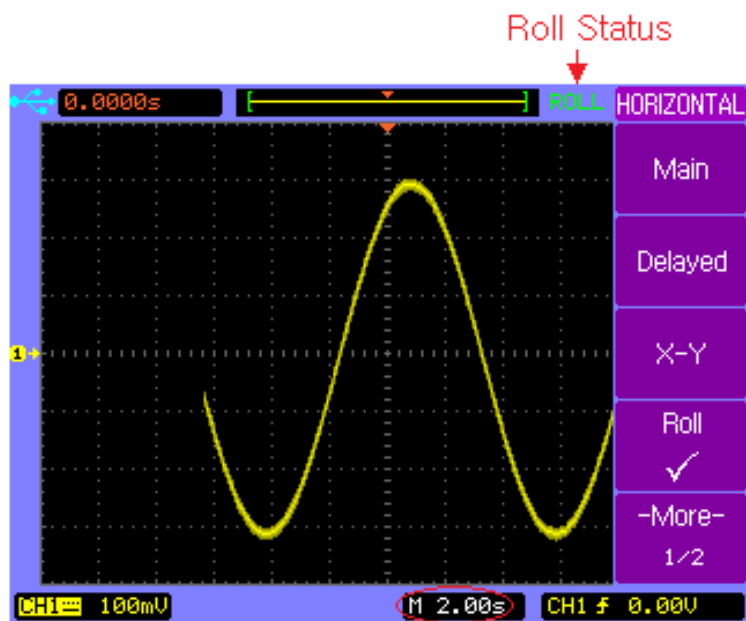 Roll Status
0.0000s
ROLL
HORIZONTAL
Main
Delayed
X-Y
Roll
-More-
1/2
1
CH1 100mV
M 2.00s
CH1 0.00V